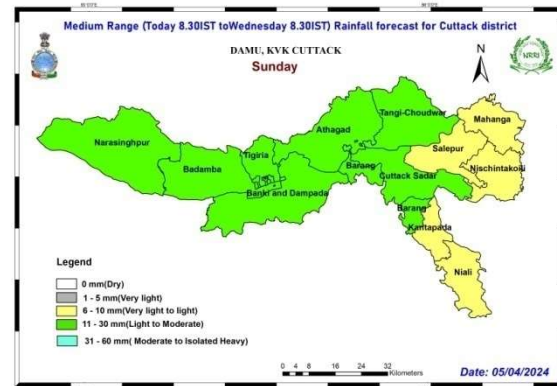 Medium Range (Today 8.30IST toWednesday 8.30IST) Rainfall forecast for Cuttack district
DAMU, KVK CUTTACK
Sunday
N
NRRI
Tangi-Choudwar
Mahanga
Athagad
Narasinghpur
Tigiria
Salepur
Badamba
Barang
Nischintakoili
Cuttack Sadar
Banki and Dampada
Barang
Kantapada
Niali
Legend
0 mm(Dry)
1 - 5 mm(Very light)
6 - 10 mm(Very light to light)
11 - 30 mm(Light to Moderate)
31 - 60 mm( Moderate to Isolated Heavy)
0 4 8 16 24 32
Kilometers
Date: 05/04/2024